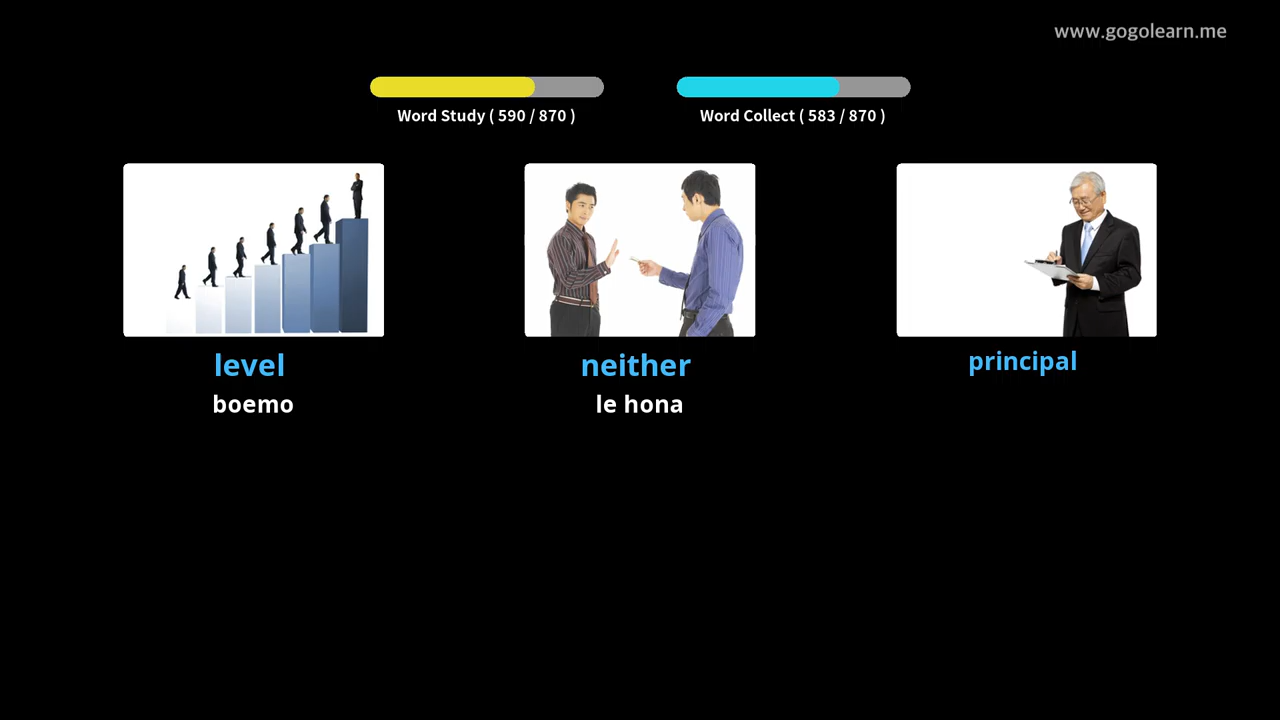 www.gogolearn.me
Word Study ( 590 / 870 )
Word Collect ( 583 / 870 )
level
neither
principal
boemo
le hona